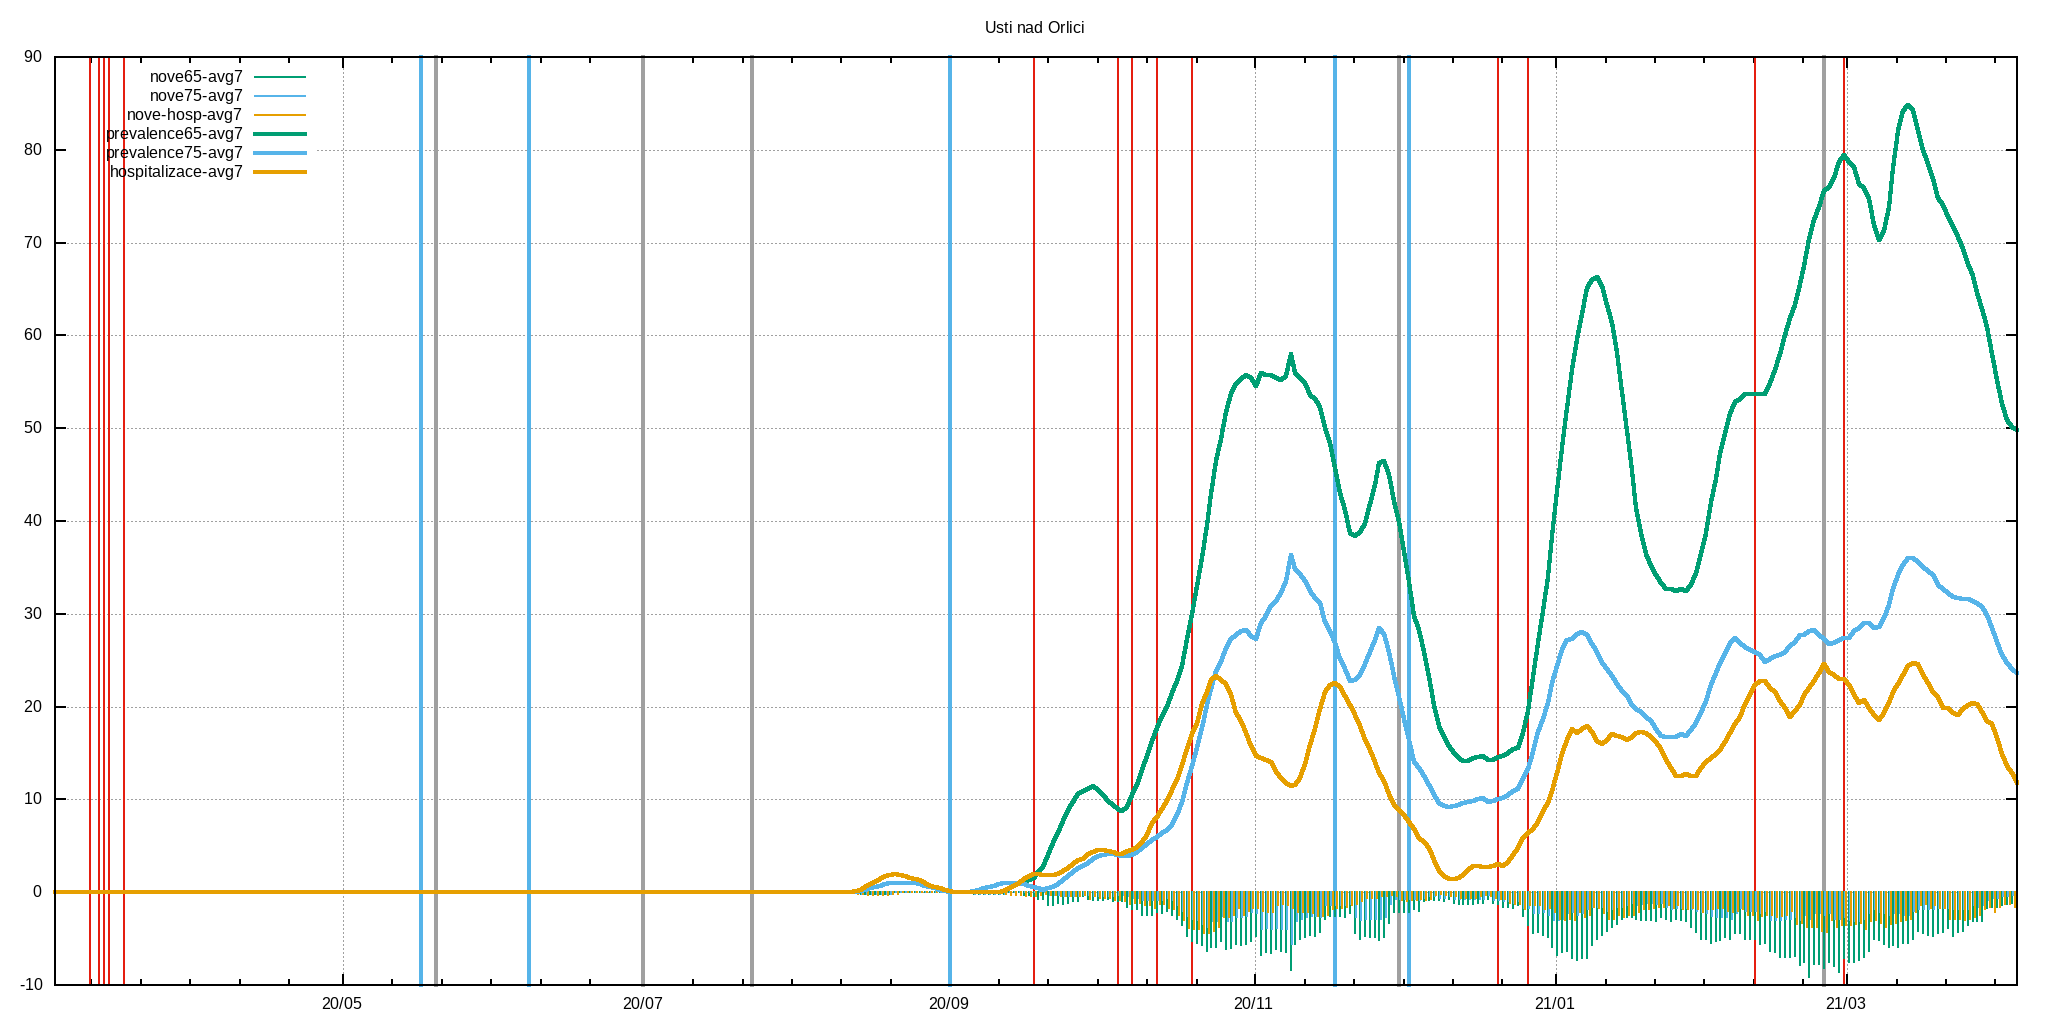 Usti nad Orlici
90
80
70
60
50
40
30
20
10
0
-10
nove65-avg7
nove75-avg7
nove-hosp-avg7
prevalence65-avg7
prevalence75-avg7
hospitalizace-avg7
20/05 20/07 20/09 20/11 21/01 21/03